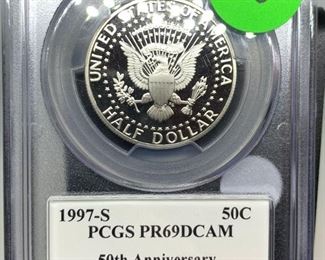 UNITED STATES OF AMERICA
HALF DOLLAR
1997-S 50C
PCGS PR69DCAM
50th Anniversary